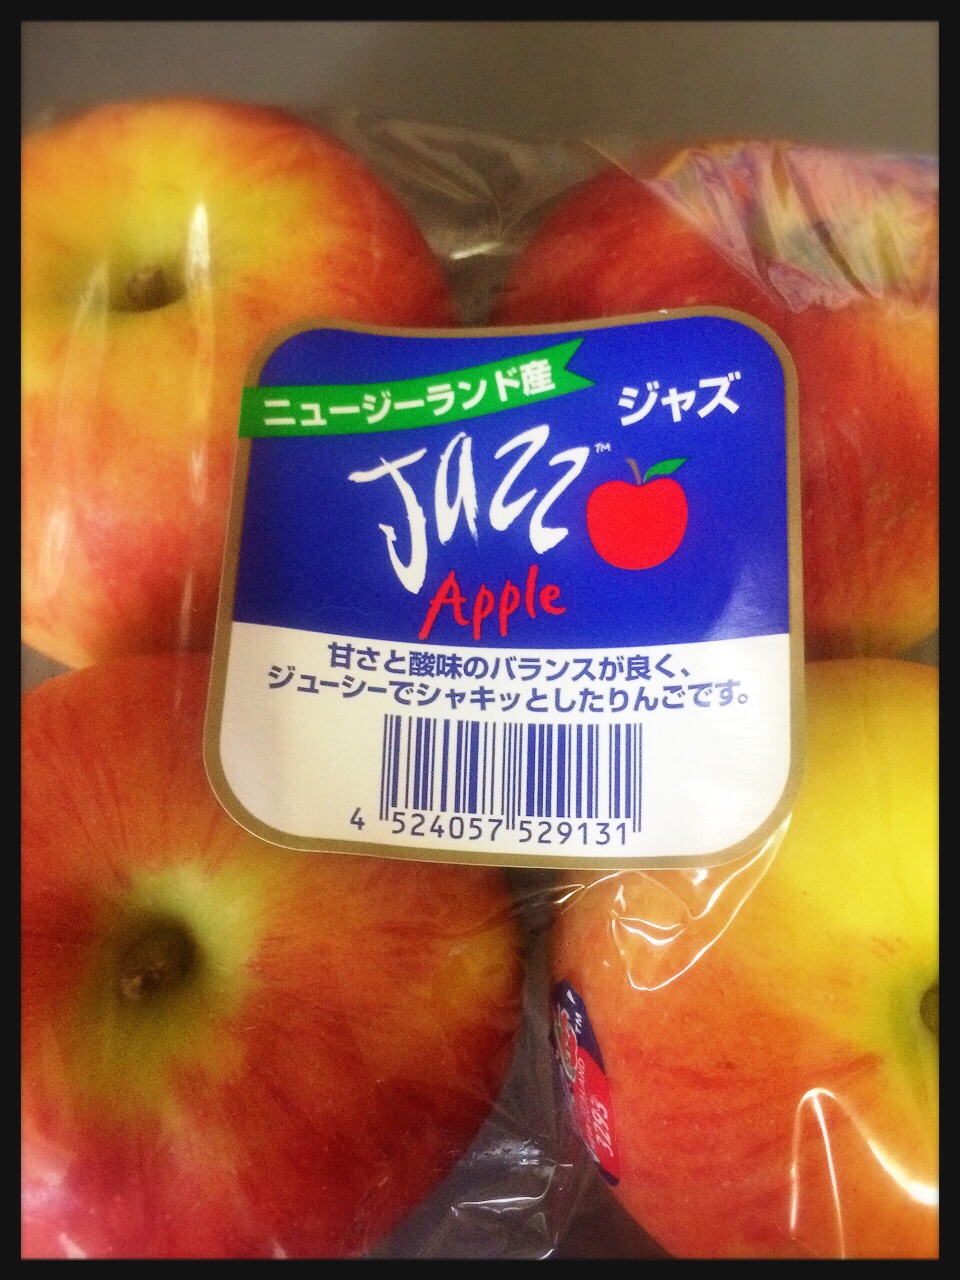 ニュージーランド産
ジャズ
Jazz™
Apple
甘さと酸味のバランスが良く、
ジューシーでシャキッとしたりんごです。
4 524057 529131
TM
3293